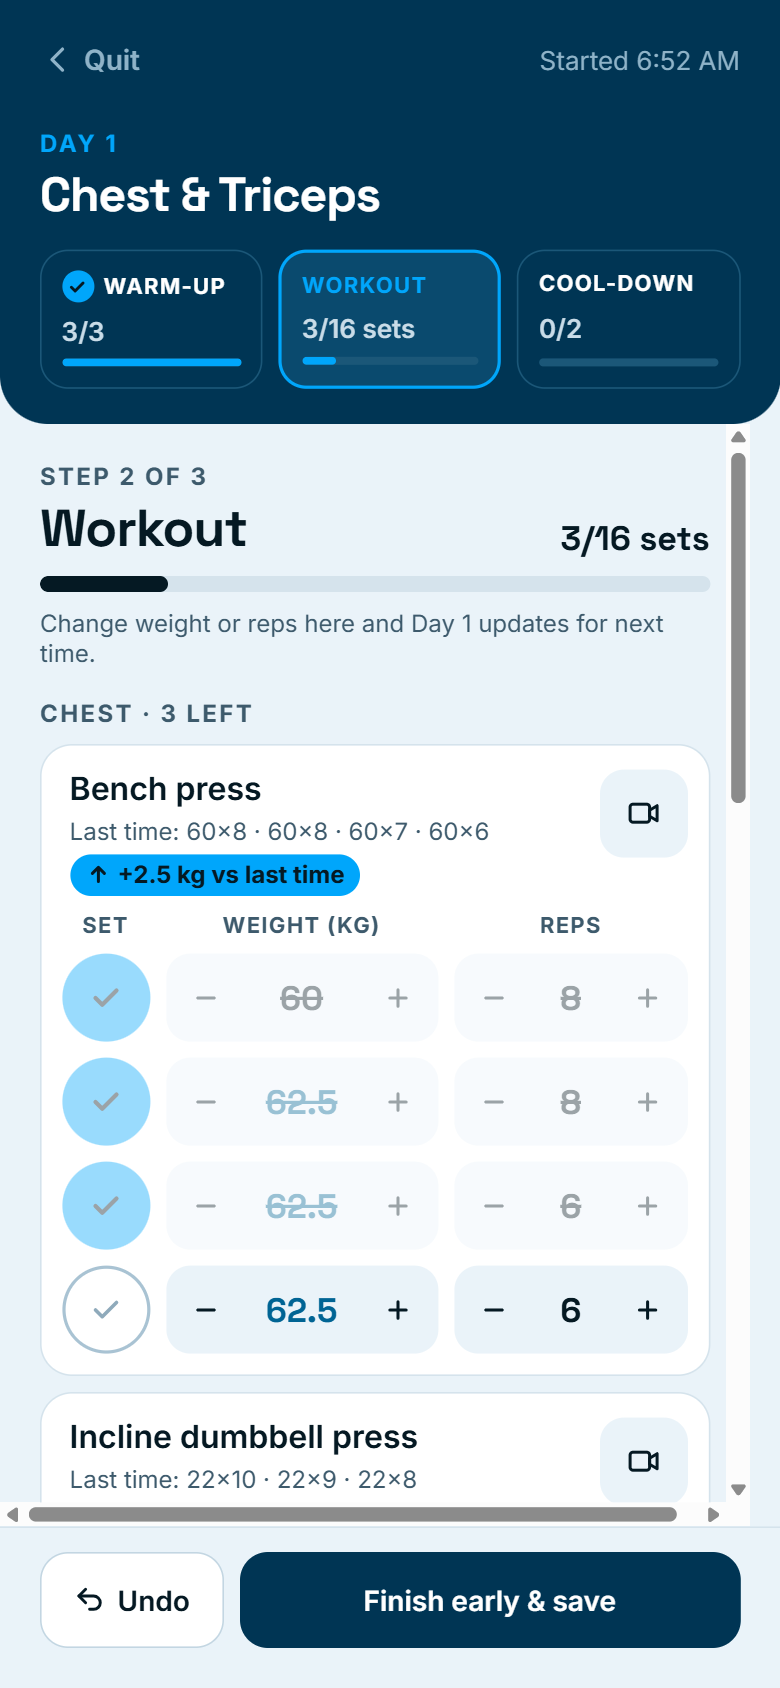 Quit
Started 6:52 AM
DAY 1
Chest & Triceps
WARM-UP
3/3
WORKOUT
3/16 sets
COOL-DOWN
0/2
STEP 2 OF 3
Workout
3/16 sets
Change weight or reps here and Day 1 updates for next
time.
CHEST · 3 LEFT
Bench press
Last time: 60×8 · 60×8 · 60×7 · 60×6
↑ +2.5 kg vs last time
SET WEIGHT (KG) REPS
− 60 + − 8 +
− 62.5 + − 8 +
− 62.5 + − 6 +
− 62.5 + − 6 +
Incline dumbbell press
Last time: 22×10 · 22×9 · 22×8
Undo
Finish early & save